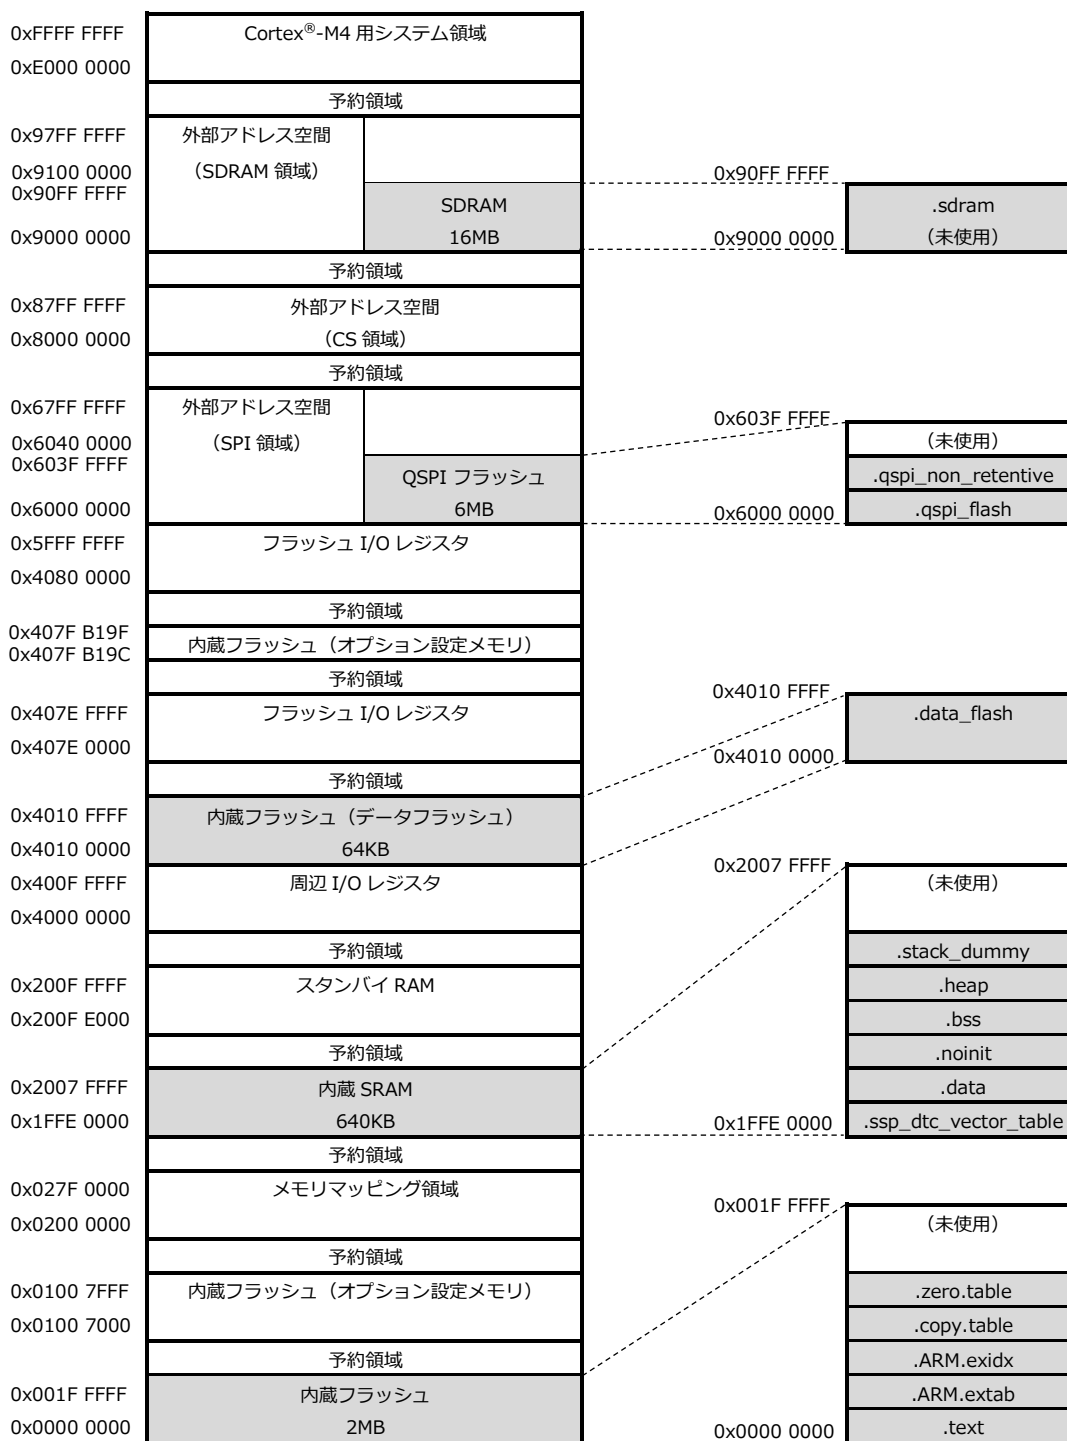 0xFFFF FFFF Cortex®-M4 用システム領域
0xE000 0000
予約領域
0x97FF FFFF 外部アドレス空間
0x9100 0000 （SDRAM 領域） 0x90FF FFFF
0x90FF FFFF SDRAM .sdram
0x9000 0000 16MB 0x9000 0000 （未使用）
予約領域
0x87FF FFFF 外部アドレス空間
0x8000 0000 （CS 領域）
予約領域
0x67FF FFFF 外部アドレス空間 0x603F FFFF
0x6040 0000 （SPI 領域） （未使用）
0x603F FFFF QSPI フラッシュ .qspi_non_retentive
0x6000 0000 6MB 0x6000 0000 .qspi_flash
0x5FFF FFFF フラッシュ I/O レジスタ
0x4080 0000
予約領域
0x407F B19F 内蔵フラッシュ（オプション設定メモリ）
0x407F B19C
予約領域 0x4010 FFFF
0x407E FFFF フラッシュ I/O レジスタ .data_flash
0x407E 0000 0x4010 0000
予約領域
0x4010 FFFF 内蔵フラッシュ（データフラッシュ）
0x4010 0000 64KB 0x2007 FFFF
0x400F FFFF 周辺 I/O レジスタ （未使用）
0x4000 0000
予約領域 .stack_dummy
0x200F FFFF スタンバイ RAM .heap
0x200F E000 .bss
予約領域 .noinit
0x2007 FFFF 内蔵 SRAM .data
0x1FFE 0000 640KB 0x1FFE 0000 .ssp_dtc_vector_table
予約領域
0x027F 0000 メモリマッピング領域 0x001F FFFF
0x0200 0000 （未使用）
予約領域
0x0100 7FFF 内蔵フラッシュ（オプション設定メモリ） .zero.table
0x0100 7000 .copy.table
予約領域 .ARM.exidx
0x001F FFFF 内蔵フラッシュ .ARM.extab
0x0000 0000 2MB 0x0000 0000 .text